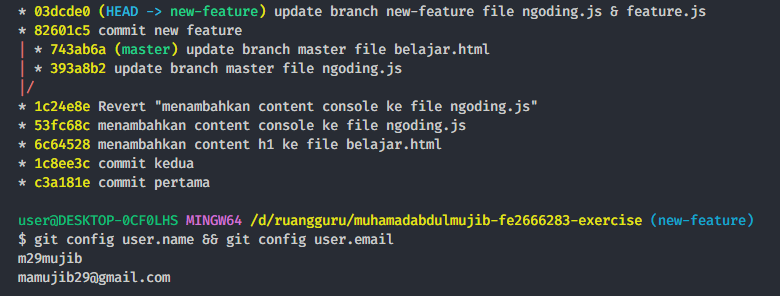 * 03dcde0 (HEAD -> new-feature) update branch new-feature file ngoding.js & feature.js
* 82601c5 commit new feature
| * 743ab6a (master) update branch master file belajar.html
| * 393a8b2 update branch master file ngoding.js
|/
* 1c24e8e Revert "menambahkan content console ke file ngoding.js"
* 53fc68c menambahkan content console ke file ngoding.js
* 6c64528 menambahkan content h1 ke file belajar.html
* 1c8ee3c commit kedua
* c3a181e commit pertama
user@DESKTOP-0CF0LHS MINGW64 /d/ruangguru/muhamadabdulmujib-fe2666283-exercise (new-feature)
$ git config user.name && git config user.email
m29mujib
mamujib29@gmail.com